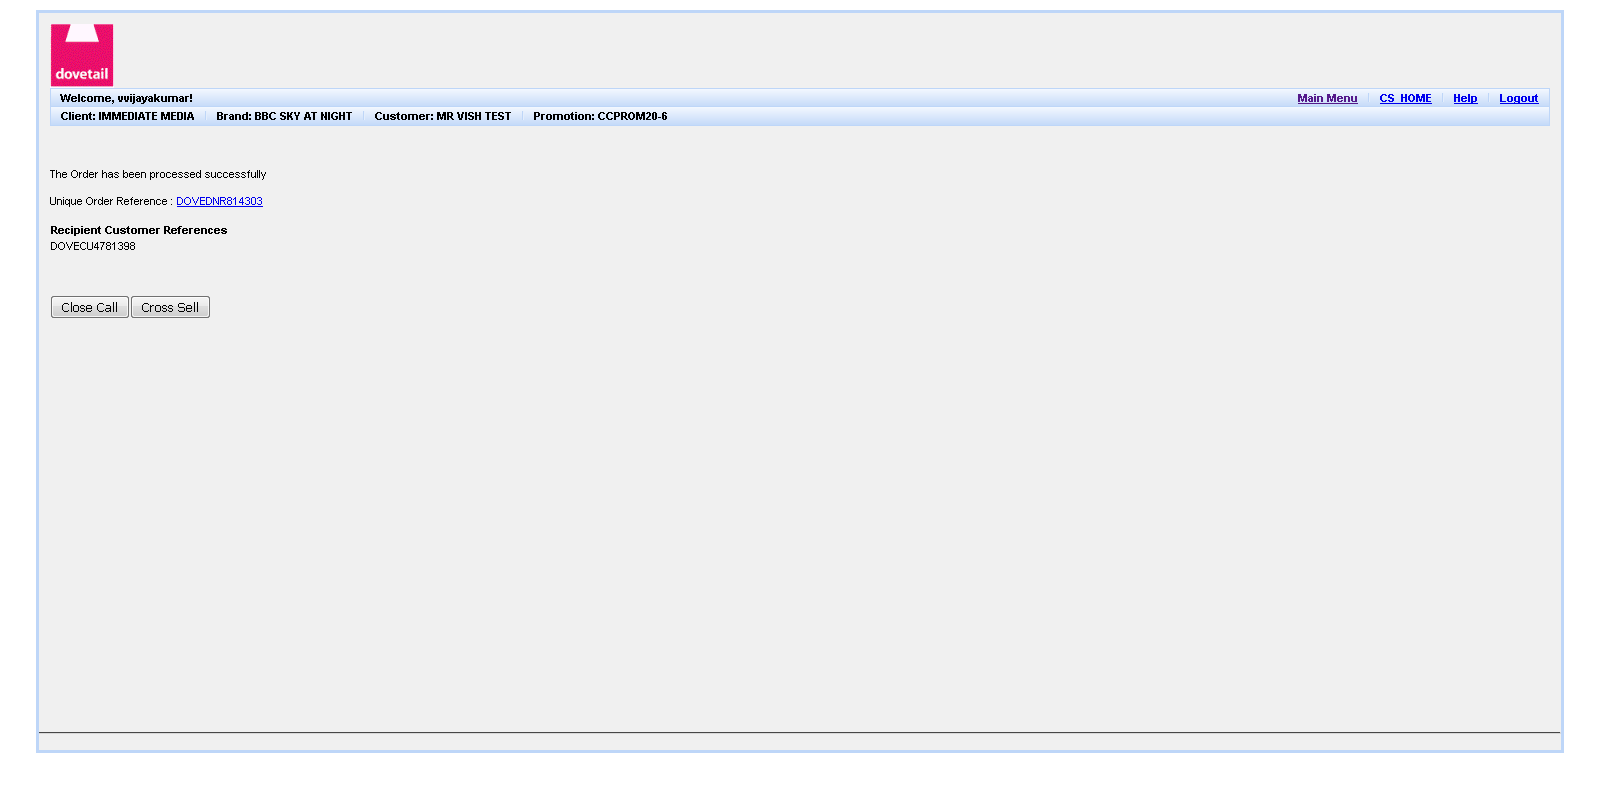 dovetail
Welcome, vvijayakumar! Main Menu CS_HOME Help Logout
Client: IMMEDIATE MEDIA Brand: BBC SKY AT NIGHT Customer: MR VISH TEST Promotion: CCPROM20-6
The Order has been processed successfully
Unique Order Reference : DOVEDNR814303
Recipient Customer References
DOVECU4781398
Close Call Cross Sell